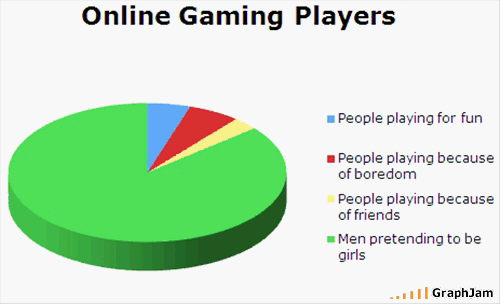 Online Gaming Players
People playing for fun
People playing because
of boredom
People playing because
of friends
Men pretending to be
girls
GraphJam